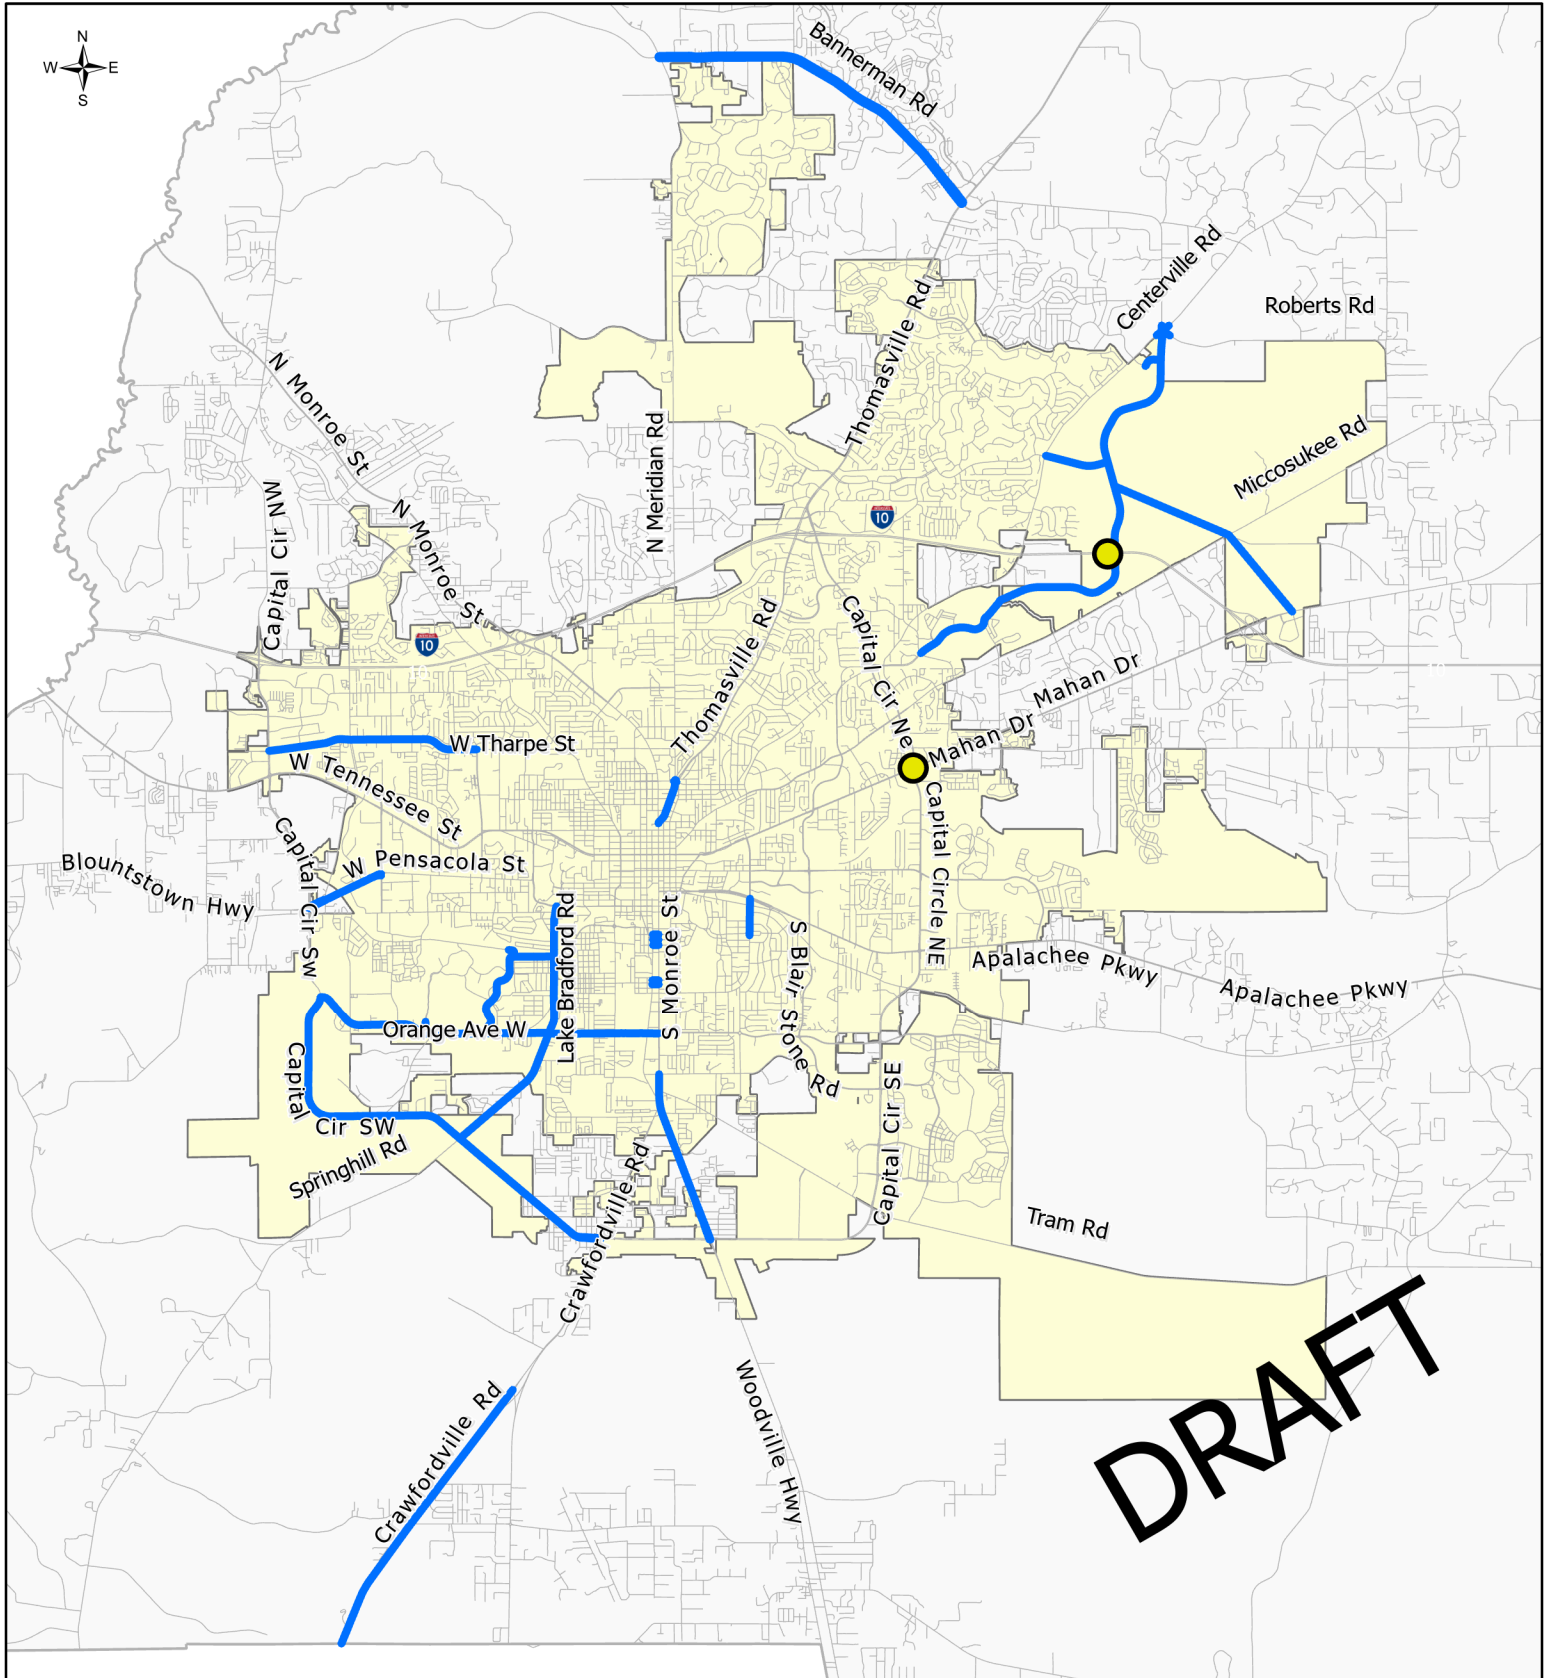 N
W E
S
Bannerman Rd
Centerville Rd
Roberts Rd
Thomasville Rd
N Monroe St
N Meridian Rd
Miccosukee Rd
Capital Cir NW
N Monroe St
10
Capital Cir Ne
Thomasville Rd
10
Mahan Dr
Mahan Dr
W Tharpe St
W Tennessee St
Capital Circle NE
Capital Cir Sw
W Pensacola St
Blountstown Hwy
Lake Bradford Rd
S Monroe St
S Blair Stone Rd
Apalachee Pkwy
Apalachee Pkwy
Orange Ave W
Capital
Cir SW
Capital Cir SE
Springhill Rd
Crawfordville Rd
Tram Rd
DRAFT
Woodville Hwy
Crawfordville Rd